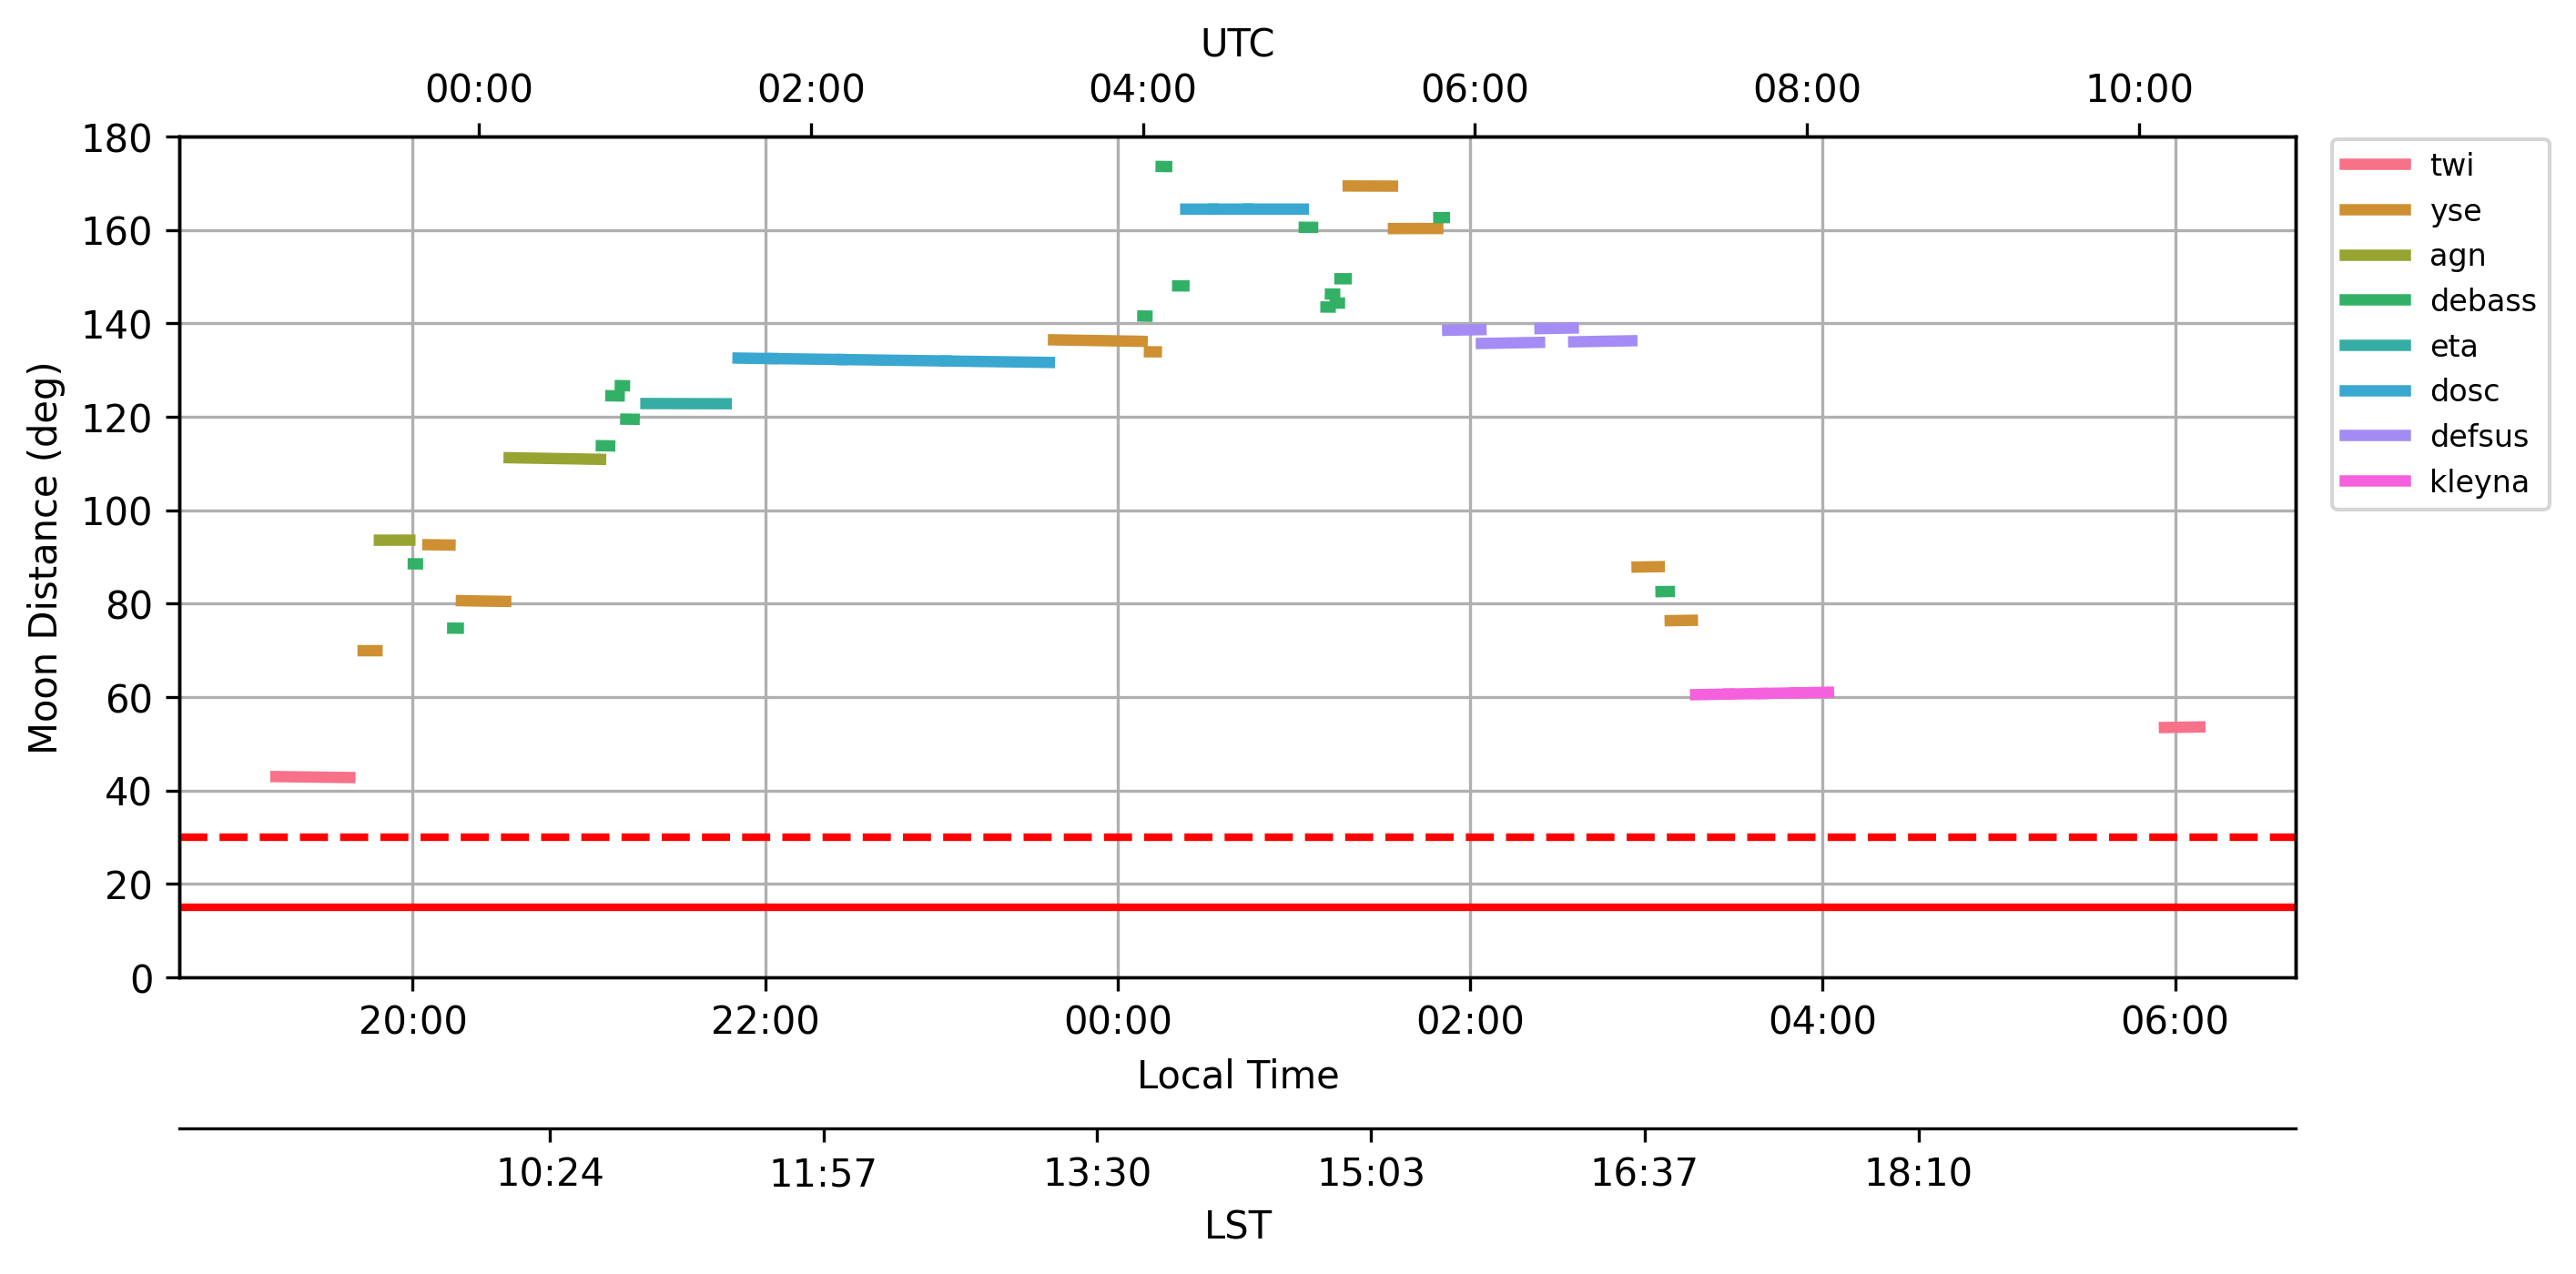 UTC
00:00 02:00 04:00 06:00 08:00 10:00
180
160
140
120
100
80
60
40
20
0
Moon Distance (deg)
twi
yse
agn
debass
eta
dosc
defsus
kleyna
20:00 22:00 00:00 02:00 04:00 06:00
Local Time
10:24 11:57 13:30 15:03 16:37 18:10
LST